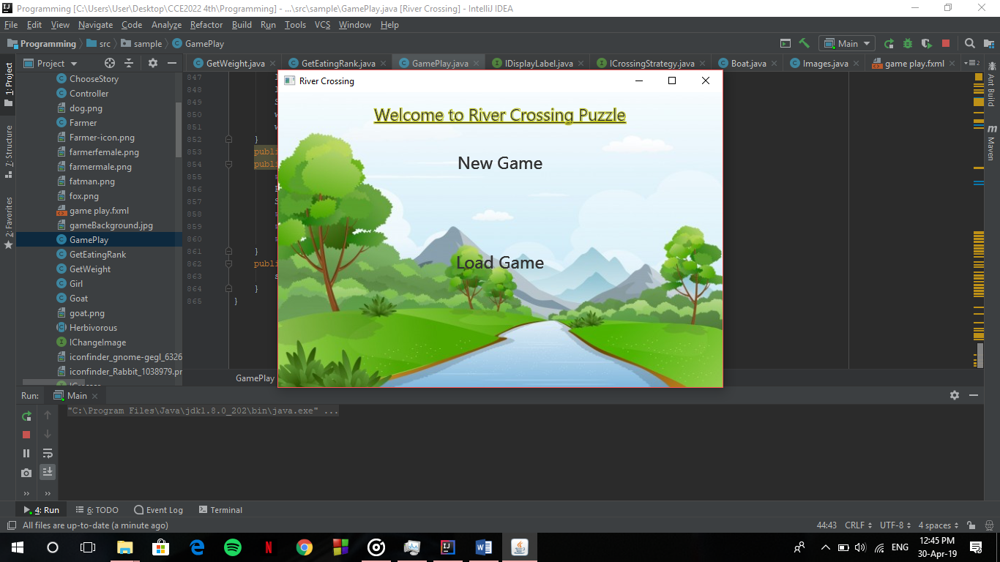 Programming [C:\Users\User\Desktop\CCE2022 4th\Programming] - ...\src\sample\GamePlay.java [River Crossing] - IntelliJ IDEA
File Edit View Navigate Code Analyze Refactor Build Run Tools VCS Window Help
Programming src sample GamePlay Main
Project GetWeight.java GetEatingRank.java GamePlay.java IDisplayLabel.java ICrossingStrategy.java Boat.java Images.java game play.fxml
1: Project
7: Structure
2: Favorites
Ant Build
Maven
ChooseStory
Controller
dog.png
Farmer
Farmer-icon.png
farmerfemale.png
farmermale.png
fatman.png
fox.png
game play.fxml
gameBackground.jpg
GamePlay
GetEatingRank
GetWeight
Girl
Goat
goat.png
Herbivorous
IChangeImage
iconfinder_gnome-gegl_6326
iconfinder_Rabbit_1038979.pr
847
848
849
850
851
852 }
853 publi
854 publi
855
856
857
858
859
860
861 }
862 publi
863 s
864 }
865 }
River Crossing
Welcome to River Crossing Puzzle
New Game
Load Game
GamePlay
Run: Main
"C:\Program Files\Java\jdk1.8.0_202\bin\java.exe" ...
4: Run 6: TODO Event Log Terminal
All files are up-to-date (a minute ago) 44:43 CRLF UTF-8 4 spaces
ENG 12:45 PM
30-Apr-19